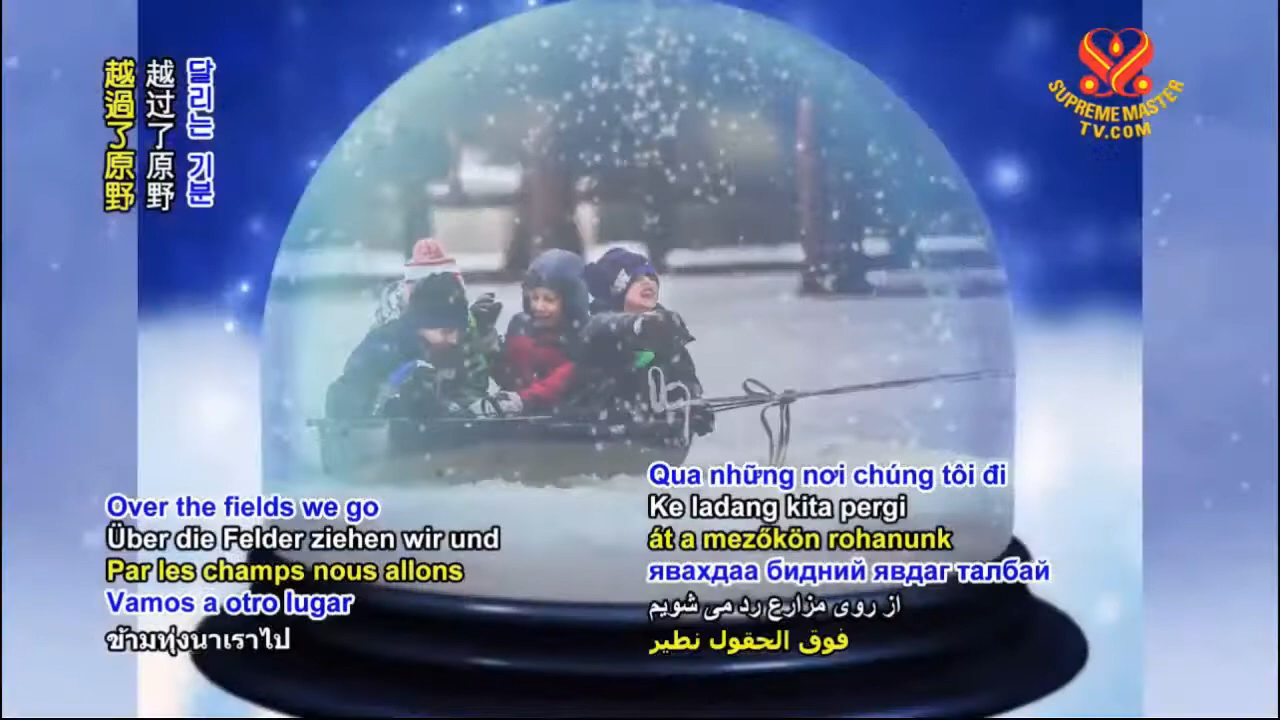 달리는 기분
越过了原野
越過了原野
SUPREME MASTER
TV.COM
Over the fields we go
Über die Felder ziehen wir und
Par les champs nous allons
Vamos a otro lugar
ข้ามทุ่งนาเราไป
Qua những nơi chúng tôi đi
Ke ladang kita pergi
át a mezőkön rohanunk
явахдаа бидний явдаг талбай
از روی مزارع رد می شویم
فوق الحقول نطير